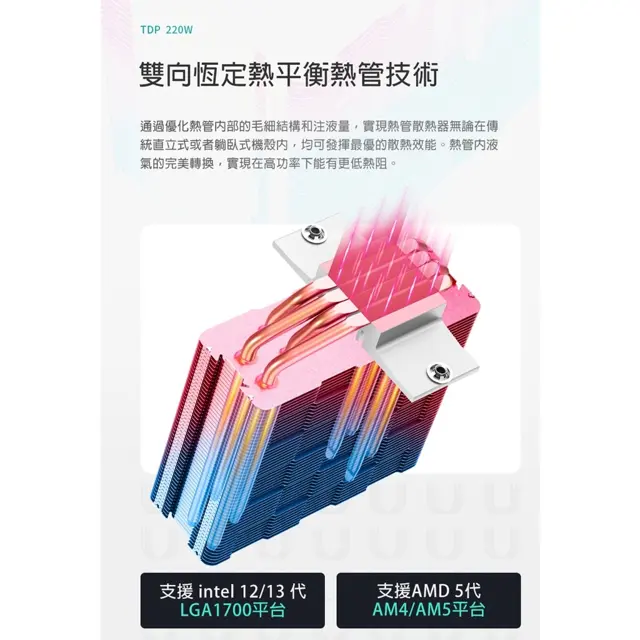 TDP 220W
雙向恆定熱平衡熱管技術
通過優化熱管內部的毛細結構和注液量，實現熱管散熱器無論在傳
統直立式或者躺臥式機殼內，均可發揮最優的散熱效能。熱管內液
氣的完美轉換，實現在高功率下能有更低熱阻。
支援 intel 12/13 代
LGA1700平台
支援AMD 5代
AM4/AM5平台